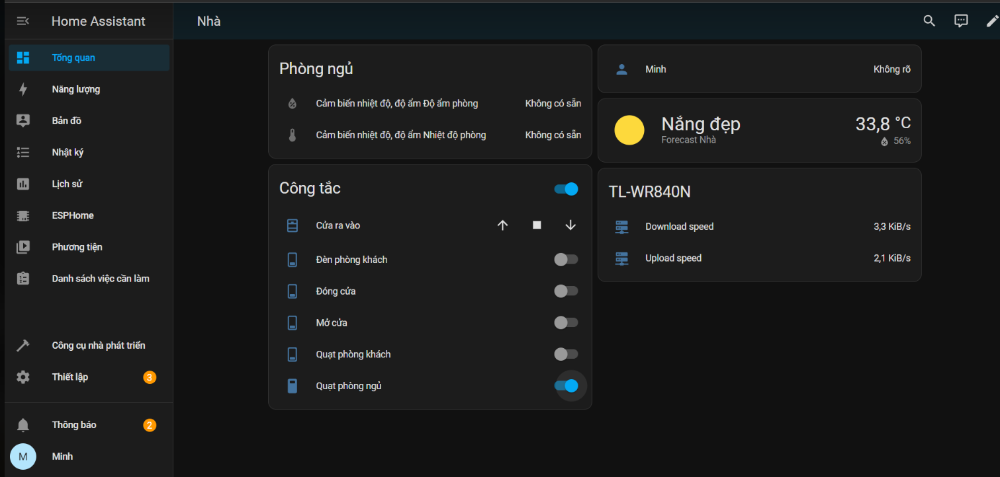 Home Assistant
Nhà
Tổng quan
Năng lượng
Bản đồ
Nhật ký
Lịch sử
ESPHome
Phương tiện
Danh sách việc cần làm
Công cụ nhà phát triển
Thiết lập 3
Thông báo 2
M Minh
Phòng ngủ
Cảm biến nhiệt độ, độ ẩm Độ ẩm phòng Không có sẵn
Cảm biến nhiệt độ, độ ẩm Nhiệt độ phòng Không có sẵn
Công tắc
Cửa ra vào
Đèn phòng khách
Đóng cửa
Mở cửa
Quạt phòng khách
Quạt phòng ngủ
Minh Không rõ
Nắng đẹp 33,8 °C
Forecast Nhà 56%
TL-WR840N
Download speed 3,3 KiB/s
Upload speed 2,1 KiB/s